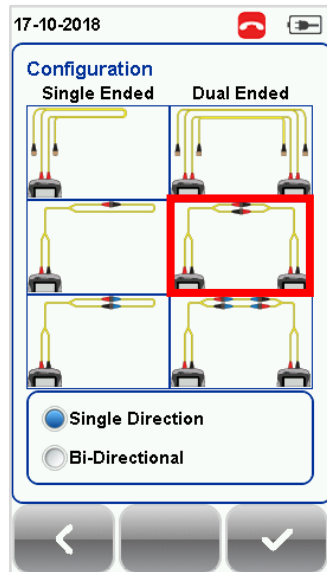 17-10-2018
Configuration
Single Ended Dual Ended
Single Direction
Bi-Directional